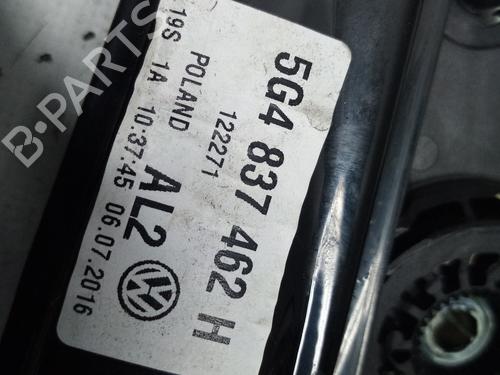 5G4 837 462 H
122271
POLAND AL2
19S 1A 10:37:45 06.07.2016
B-PARTS